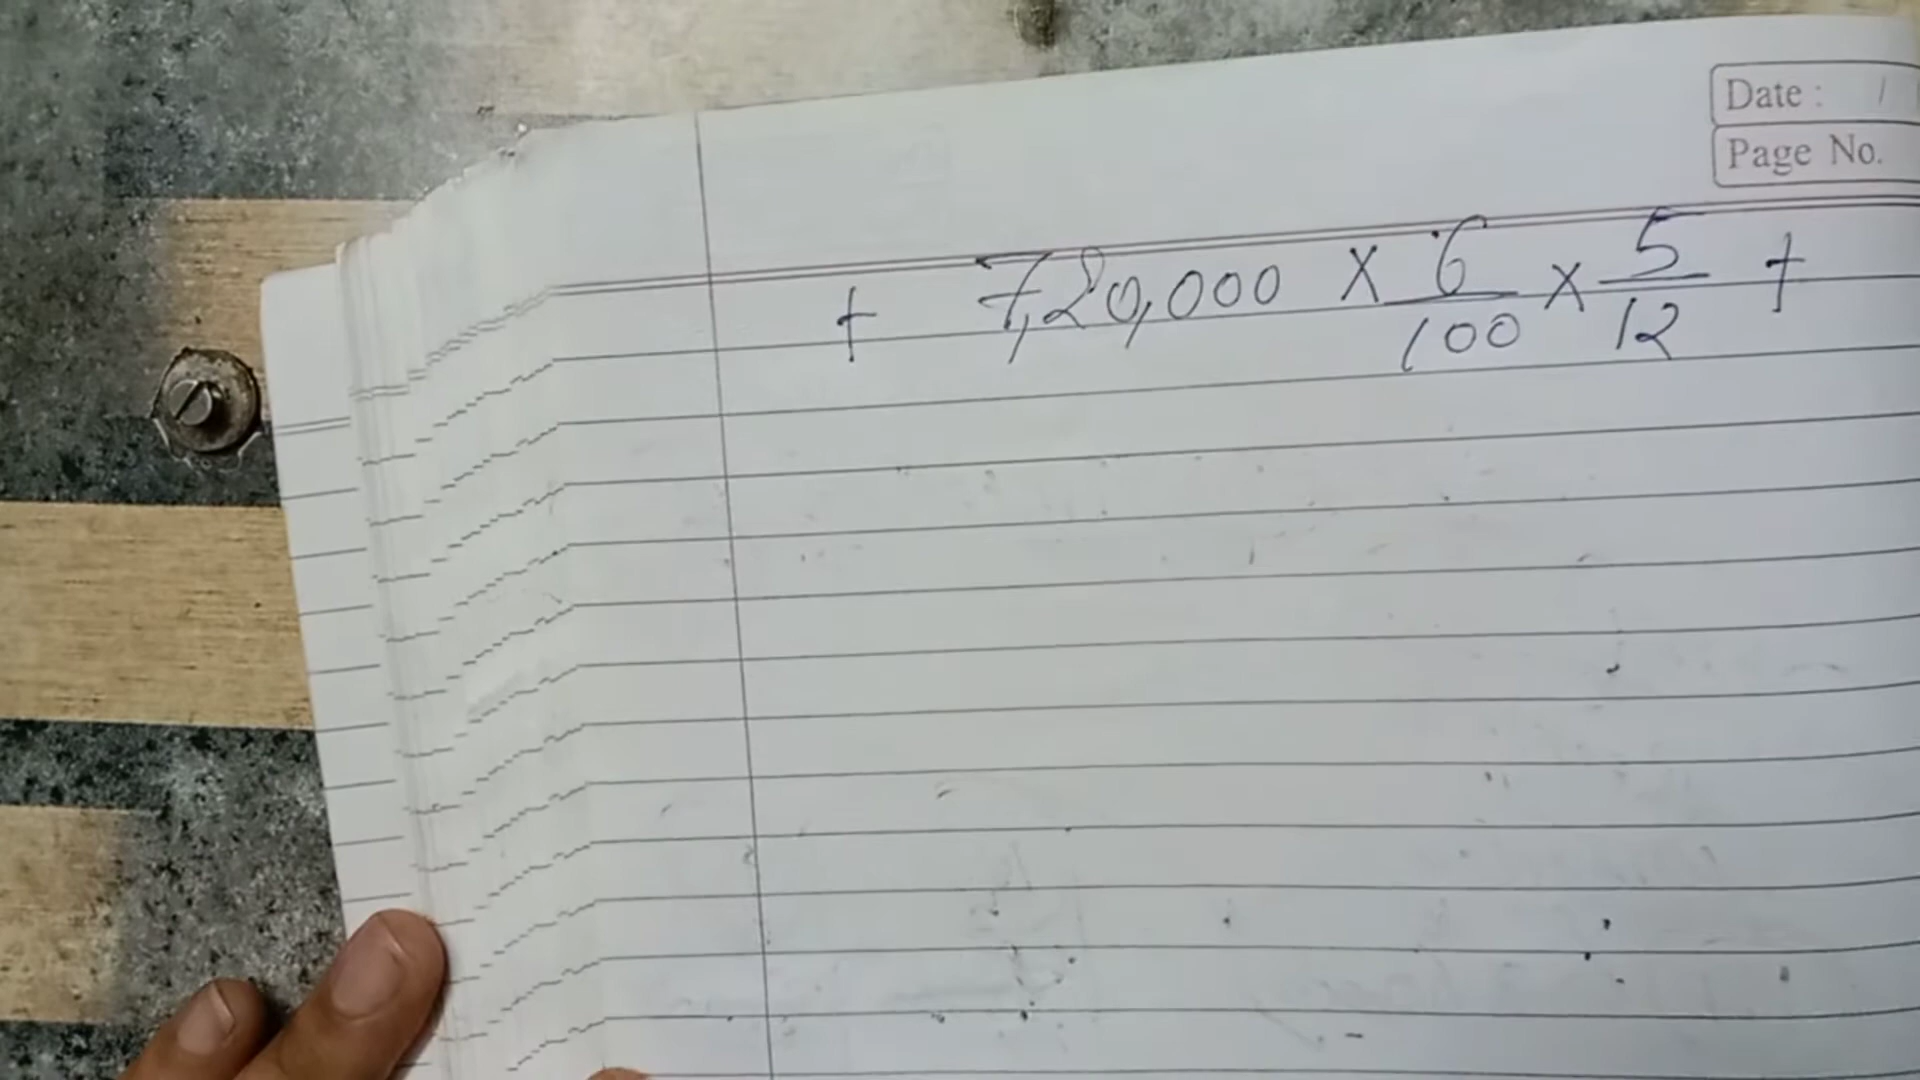 Date : /
Page No.
+ 7,20,000 × 6/100 × 5/12 +